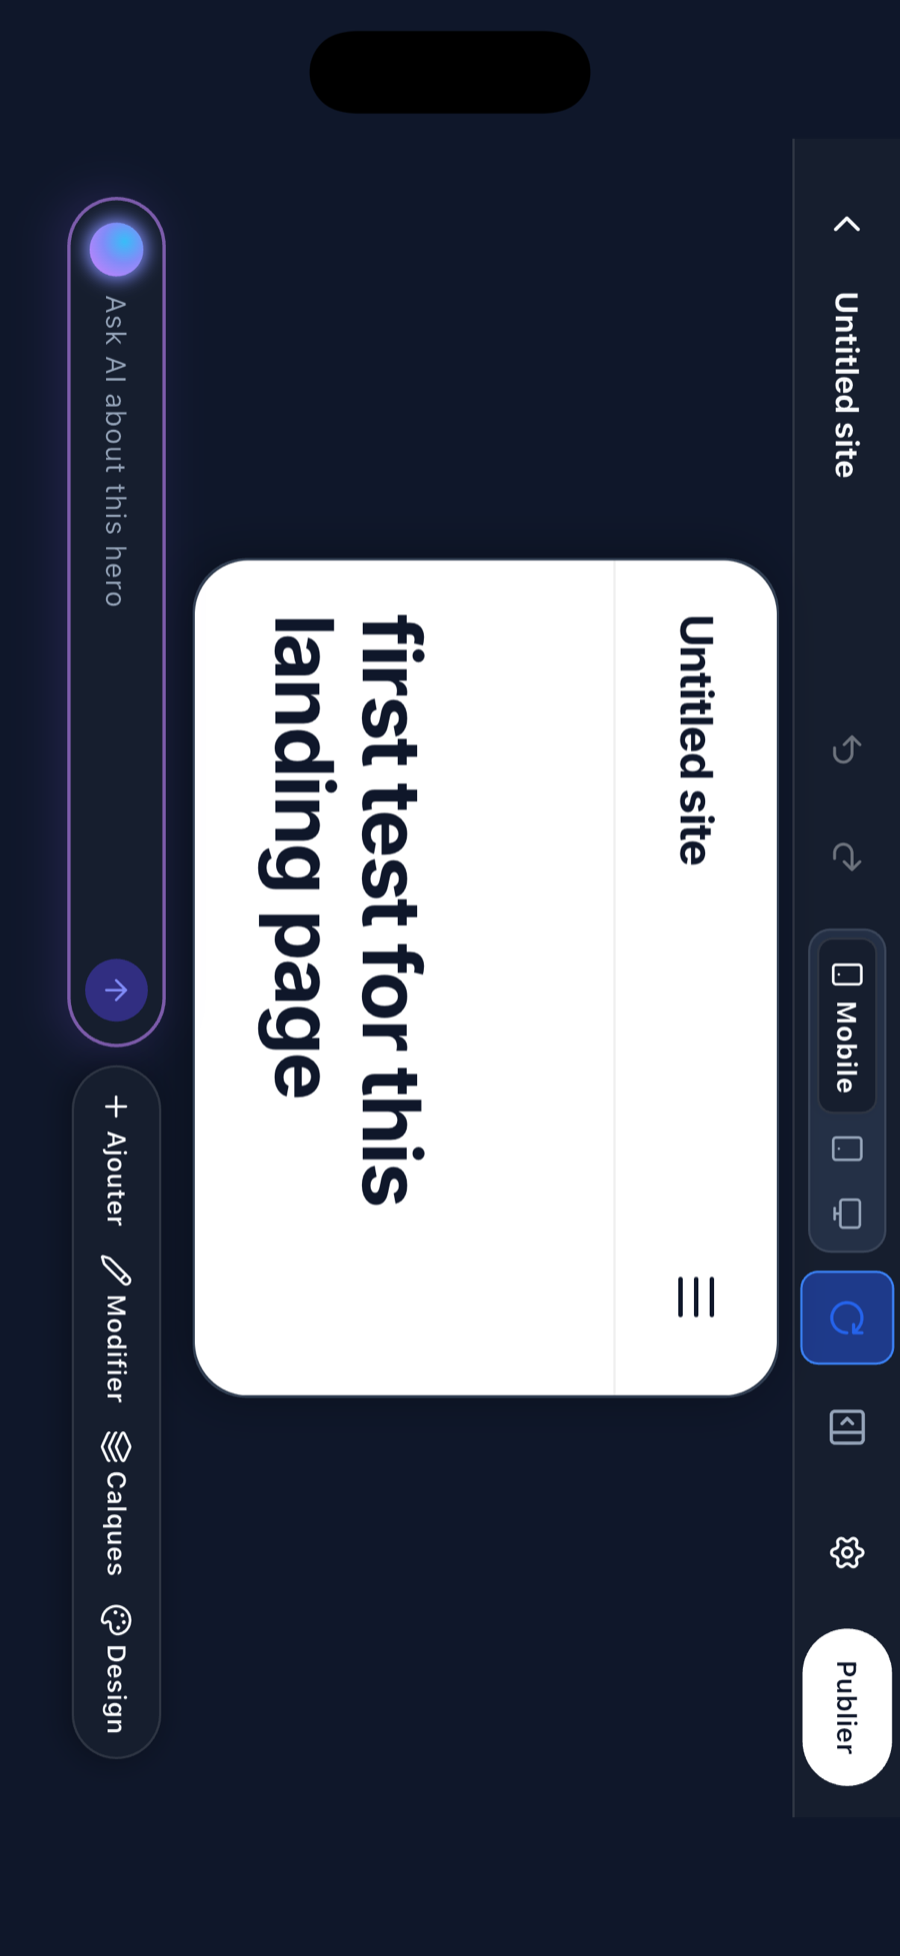 Untitled site
Mobile
Publier
Untitled site
first test for this
landing page
Ask AI about this hero
Ajouter
Modifier
Calques
Design